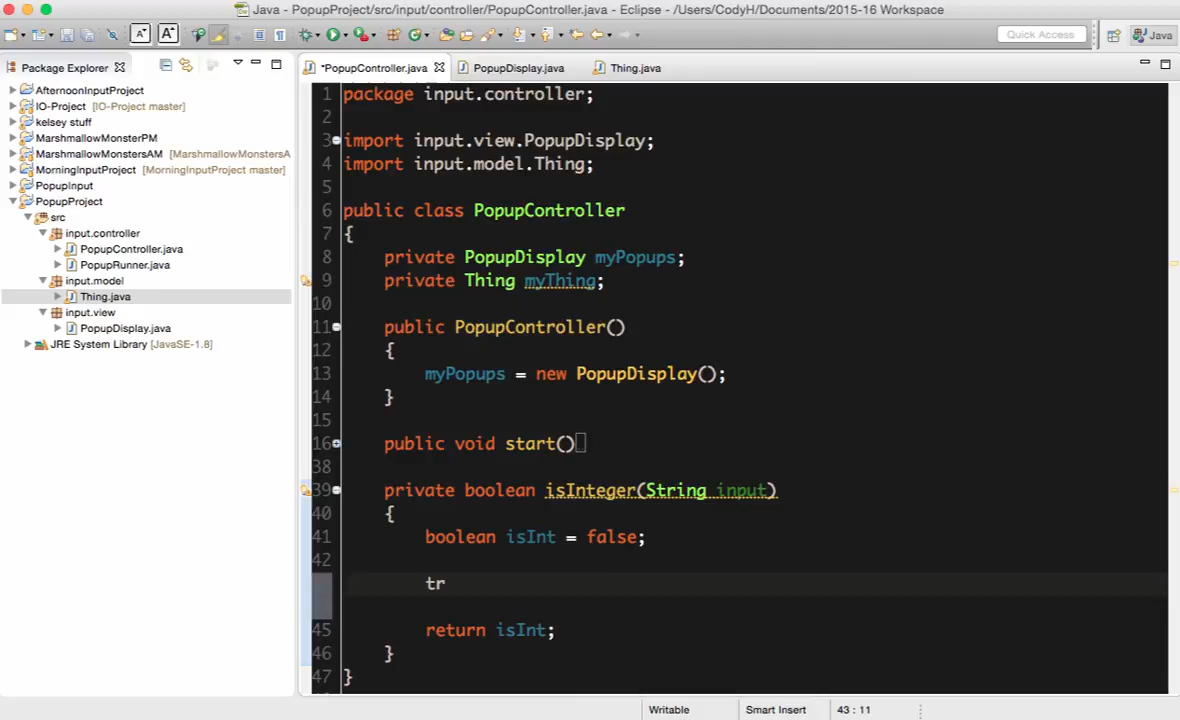 Java - PopupProject/src/input/controller/PopupController.java - Eclipse - /Users/CodyH/Documents/2015-16 Workspace
Quick Access
Java
Package Explorer
*PopupController.java
PopupDisplay.java
Thing.java
AfternoonInputProject
IO-Project [IO-Project master]
kelsey stuff
MarshmallowMonsterPM
MarshmallowMonstersAM [MarshmallowMonstersA
MorningInputProject [MorningInputProject master]
PopupInput
PopupProject
src
input.controller
PopupController.java
PopupRunner.java
input.model
Thing.java
input.view
PopupDisplay.java
JRE System Library [JavaSE-1.8]
1 package input.controller;
2
3 import input.view.PopupDisplay;
4 import input.model.Thing;
5
6 public class PopupController
7 {
8 private PopupDisplay myPopups;
9 private Thing myThing;
10
11 public PopupController()
12 {
13 myPopups = new PopupDisplay();
14 }
15
16 public void start()
38
39 private boolean isInteger(String input)
40 {
41 boolean isInt = false;
42
tr
45 return isInt;
46 }
47 }
Writable
Smart Insert
43 : 11